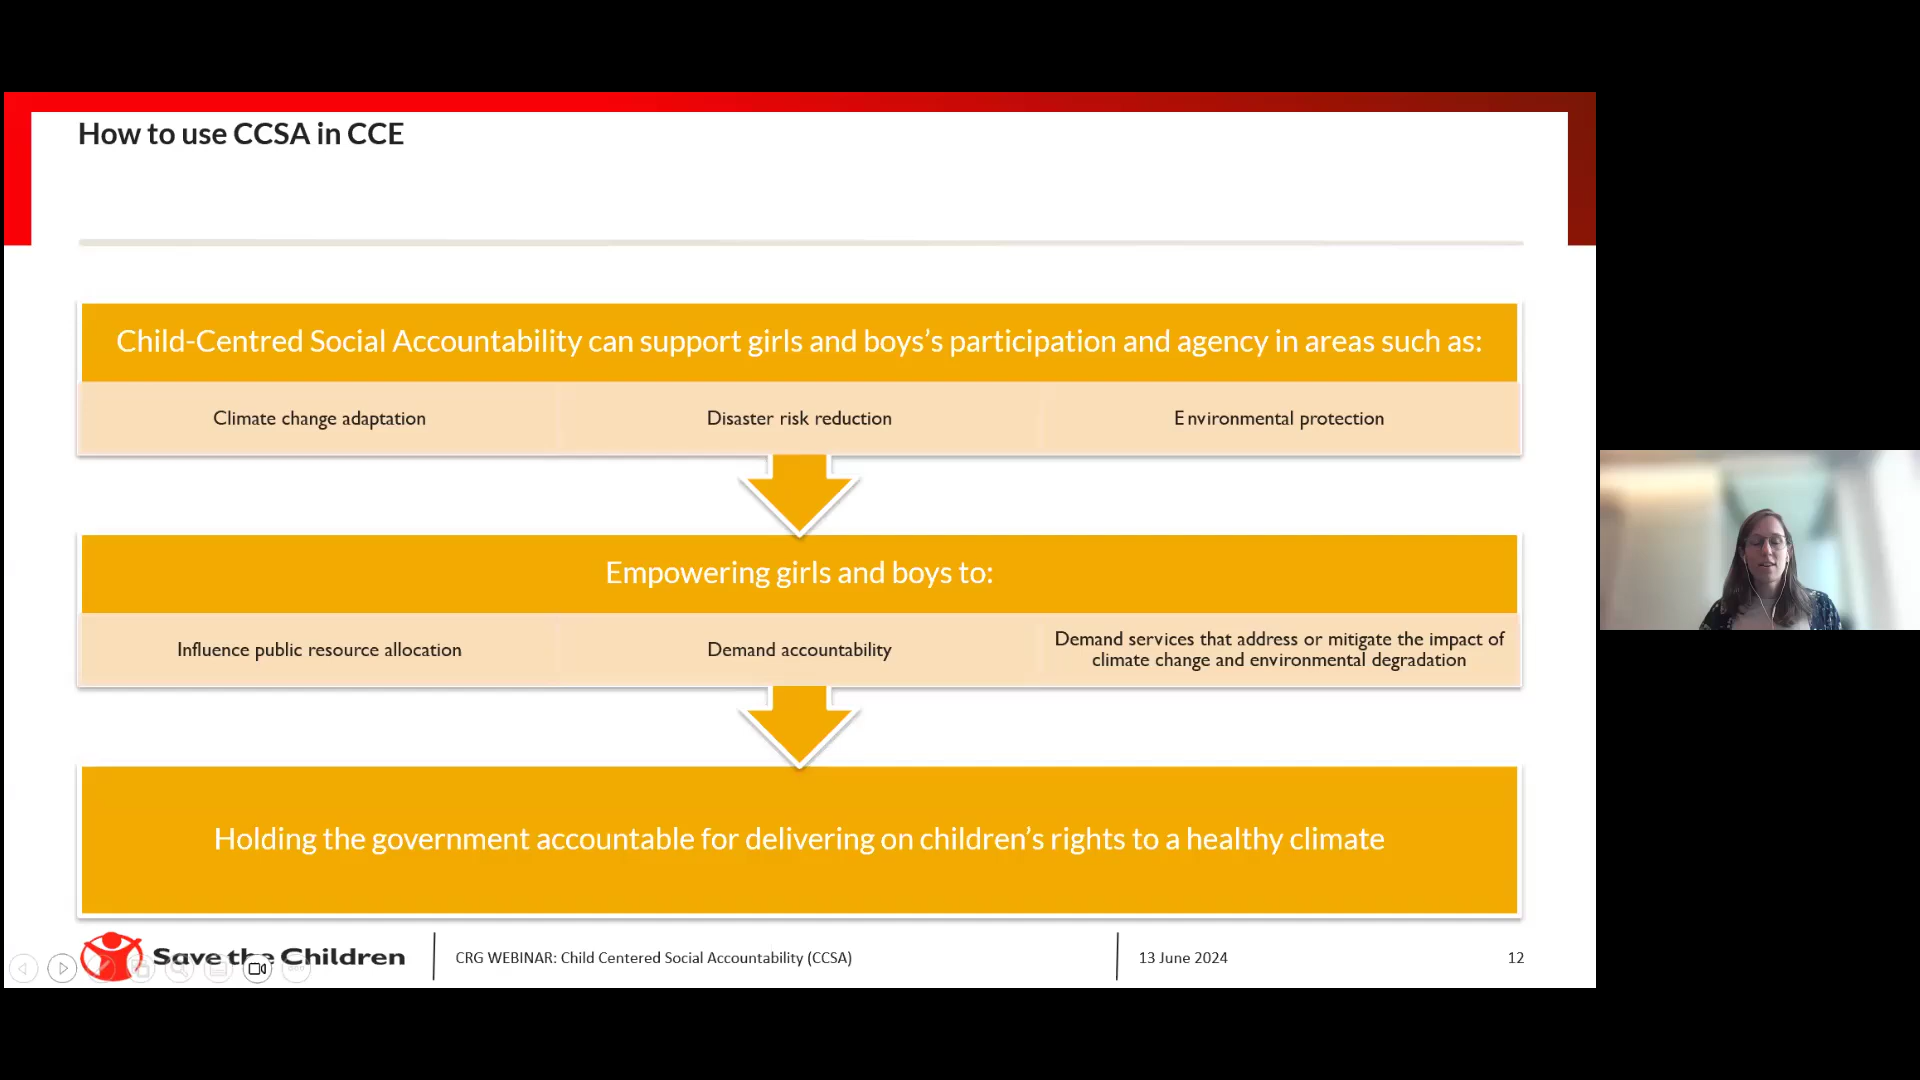 How to use CCSA in CCE
Child-Centred Social Accountability can support girls and boys’s participation and agency in areas such as:
Climate change adaptation
Disaster risk reduction
Environmental protection
Empowering girls and boys to:
Influence public resource allocation
Demand accountability
Demand services that address or mitigate the impact of
climate change and environmental degradation
Holding the government accountable for delivering on children’s rights to a healthy climate
Save the Children
CRG WEBINAR: Child Centered Social Accountability (CCSA)
13 June 2024
12